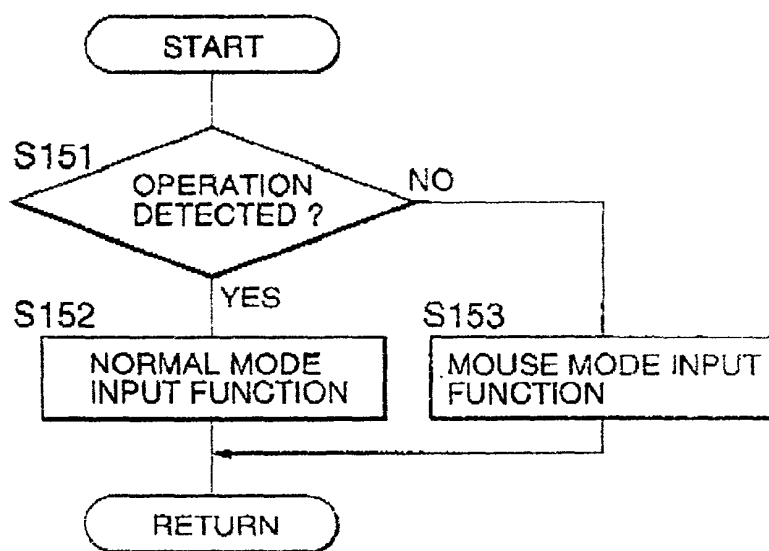 START
S151
OPERATION
DETECTED ?
NO
YES
S152
NORMAL MODE
INPUT FUNCTION
S153
MOUSE MODE INPUT
FUNCTION
RETURN